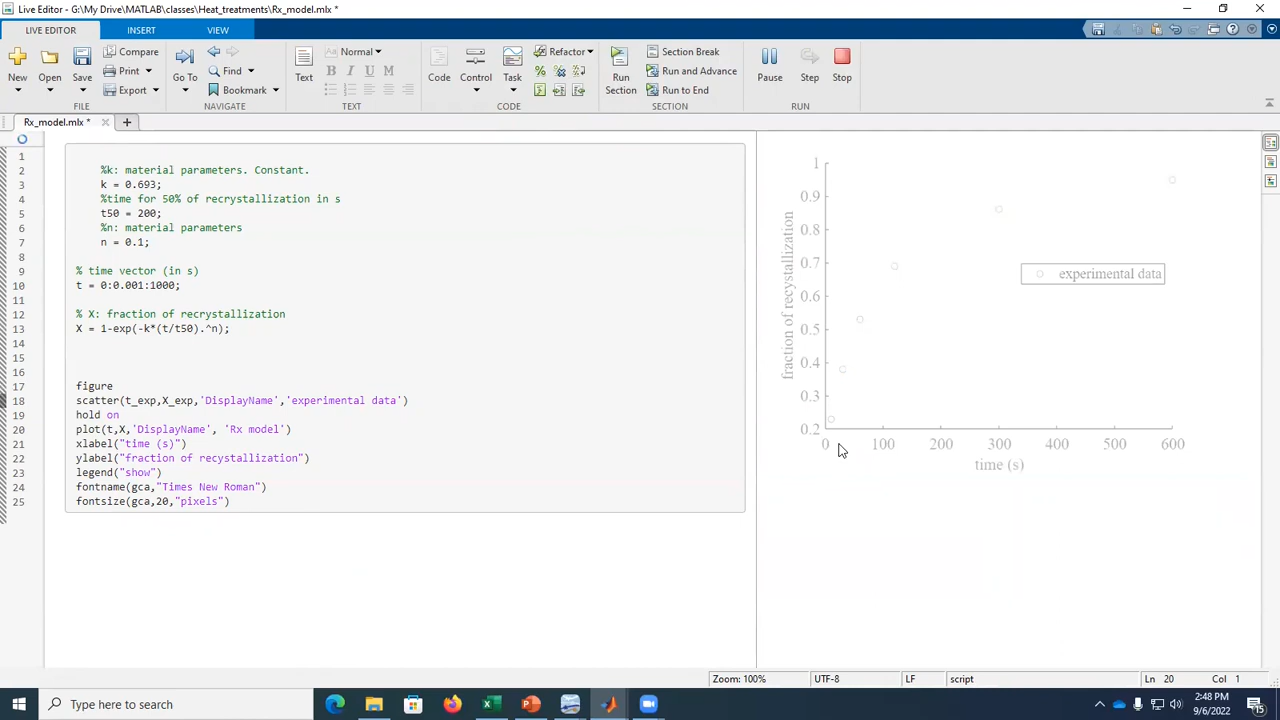 Live Editor - G:\My Drive\MATLAB\classes\Heat_treatments\Rx_model.mlx *
LIVE EDITOR INSERT VIEW
New Open Save Compare Print Export Go To Find Bookmark Text Normal B I U M Code Control Task Refactor Run Section Section Break Run and Advance Run to End Pause Step Stop
FILE NAVIGATE TEXT CODE SECTION RUN
Rx_model.mlx * × +
1
2 %k: material parameters. Constant.
3 k = 0.693;
4 %time for 50% of recrystallization in s
5 t50 = 200;
6 %n: material parameters
7 n = 0.1;
8
9 % time vector (in s)
10 t = 0:0.001:1000;
11
12 % X: fraction of recrystallization
13 X = 1-exp(-k*(t/t50).^n);
14
15
16
17 figure
18 scatter(t_exp,X_exp,'DisplayName','experimental data')
19 hold on
20 plot(t,X,'DisplayName', 'Rx model')
21 xlabel("time (s)")
22 ylabel("fraction of recystallization")
23 legend("show")
24 fontname(gca,"Times New Roman")
25 fontsize(gca,20,"pixels")
fraction of recystallization
1
0.9
0.8
0.7
0.6
0.5
0.4
0.3
0.2
experimental data
0 100 200 300 400 500 600
time (s)
Zoom: 100% UTF-8 LF script Ln 20 Col 1
Type here to search
2:48 PM
9/6/2022
15